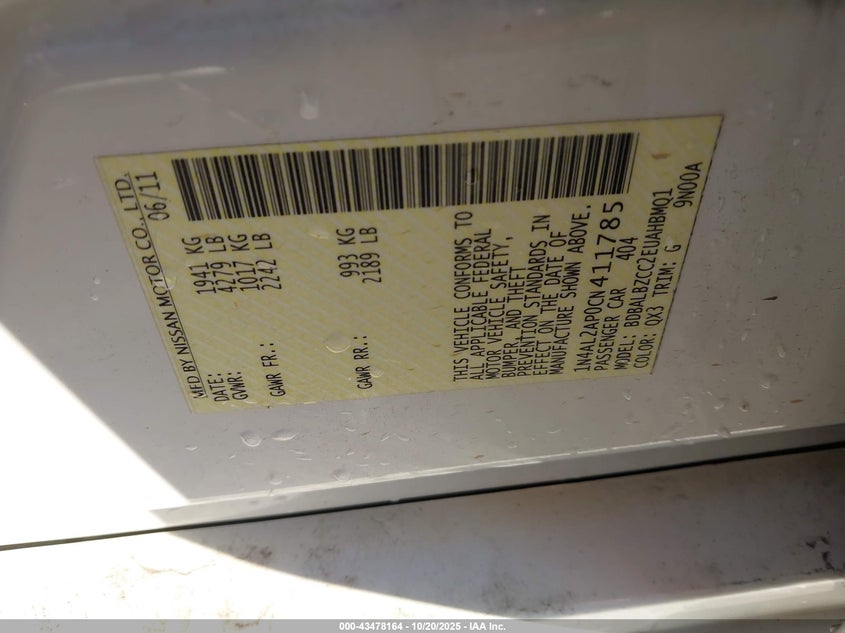 MFD BY NISSAN MOTOR CO., LTD.
DATE: 06/11
GVWR: 1941 KG
4279 LB
GAWR FR.: 1017 KG
2242 LB
GAWR RR.: 993 KG
2189 LB
THIS VEHICLE CONFORMS TO
ALL APPLICABLE FEDERAL
MOTOR VEHICLE SAFETY,
BUMPER, AND THEFT
PREVENTION STANDARDS IN
EFFECT ON THE DATE OF
MANUFACTURE SHOWN ABOVE.
1N4AL2AP0CN411785
PASSENGER CAR 4D4
MODEL: BDBALBZCCC2EUAHBMQ1
COLOR: QX3 TRIM: G 9N00A
000-43478164 - 10/20/2025 - IAA Inc.